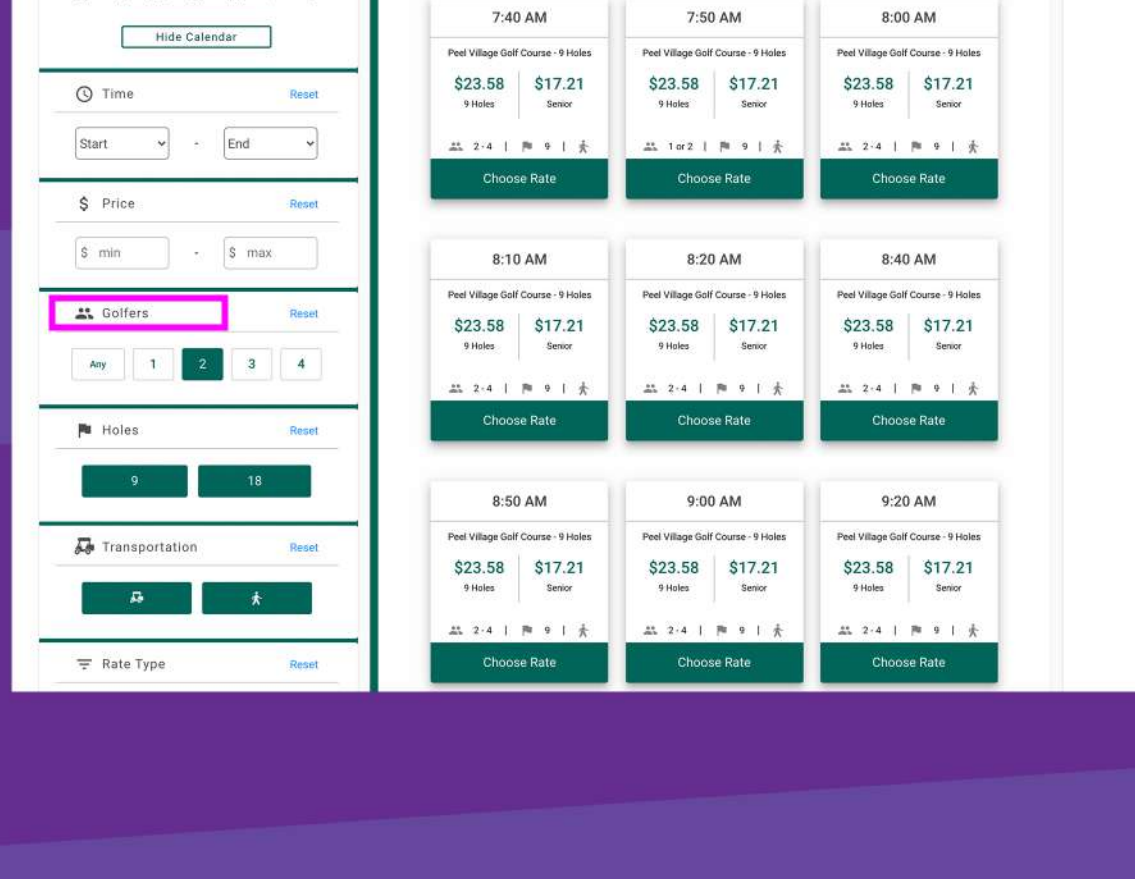 Hide Calendar
Time Reset
Start - End
$ Price Reset
$ min - $ max
Golfers Reset
Any 1 2 3 4
Holes Reset
9 18
Transportation Reset
Rate Type Reset
7:40 AM
Peel Village Golf Course - 9 Holes
$23.58 $17.21
9 Holes Senior
2-4 | 9 |
Choose Rate
7:50 AM
Peel Village Golf Course - 9 Holes
$23.58 $17.21
9 Holes Senior
1 or 2 | 9 |
Choose Rate
8:00 AM
Peel Village Golf Course - 9 Holes
$23.58 $17.21
9 Holes Senior
2-4 | 9 |
Choose Rate
8:10 AM
Peel Village Golf Course - 9 Holes
$23.58 $17.21
9 Holes Senior
2-4 | 9 |
Choose Rate
8:20 AM
Peel Village Golf Course - 9 Holes
$23.58 $17.21
9 Holes Senior
2-4 | 9 |
Choose Rate
8:40 AM
Peel Village Golf Course - 9 Holes
$23.58 $17.21
9 Holes Senior
2-4 | 9 |
Choose Rate
8:50 AM
Peel Village Golf Course - 9 Holes
$23.58 $17.21
9 Holes Senior
2-4 | 9 |
Choose Rate
9:00 AM
Peel Village Golf Course - 9 Holes
$23.58 $17.21
9 Holes Senior
2-4 | 9 |
Choose Rate
9:20 AM
Peel Village Golf Course - 9 Holes
$23.58 $17.21
9 Holes Senior
2-4 | 9 |
Choose Rate